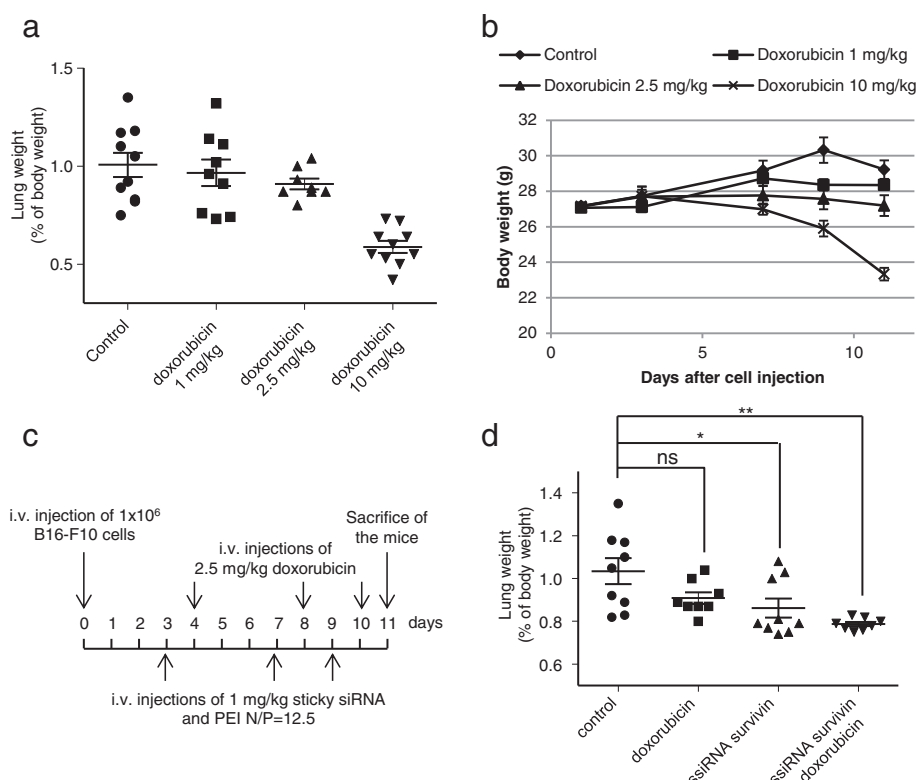 a
1.5
1.0
0.5
Lung weight
(% of body weight)
Control
doxorubicin
1 mg/kg
doxorubicin
2.5 mg/kg
doxorubicin
10 mg/kg
b
Control
Doxorubicin 1 mg/kg
Doxorubicin 2.5 mg/kg
Doxorubicin 10 mg/kg
32
30
28
26
24
22
20
Body weight (g)
0
5
10
Days after cell injection
c
i.v. injection of 1x10⁶
B16-F10 cells
i.v. injections of
2.5 mg/kg doxorubicin
Sacrifice of
the mice
0 1 2 3 4 5 6 7 8 9 10 11 days
i.v. injections of 1 mg/kg sticky siRNA
and PEI N/P=12.5
d
**
*
ns
1.4
1.2
1.0
0.8
0.6
Lung weight
(% of body weight)
control
doxorubicin
ssiRNA survivin
ssiRNA survivin
doxorubicin